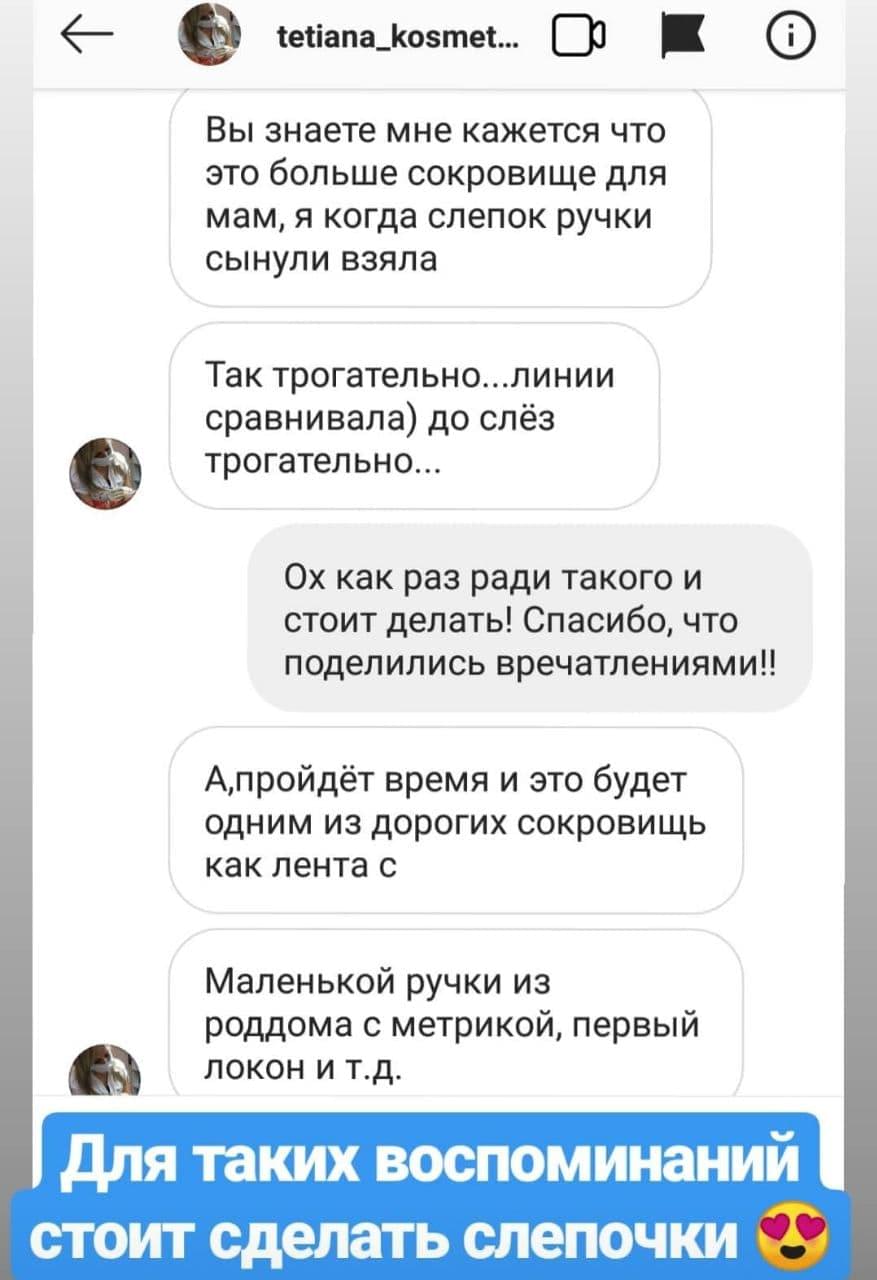 tetiana_kosmet...
Вы знаете мне кажется что
это больше сокровище для
мам, я когда слепок ручки
сынули взяла
Так трогательно...линии
сравнивала) до слёз
трогательно...
Ох как раз ради такого и
стоит делать! Спасибо, что
поделились вречатлениями!!
А,пройдёт время и это будет
одним из дорогих сокровищь
как лента с
Маленькой ручки из
роддома с метрикой, первый
локон и т.д.
Для таких воспоминаний
стоит сделать слепочки 😍